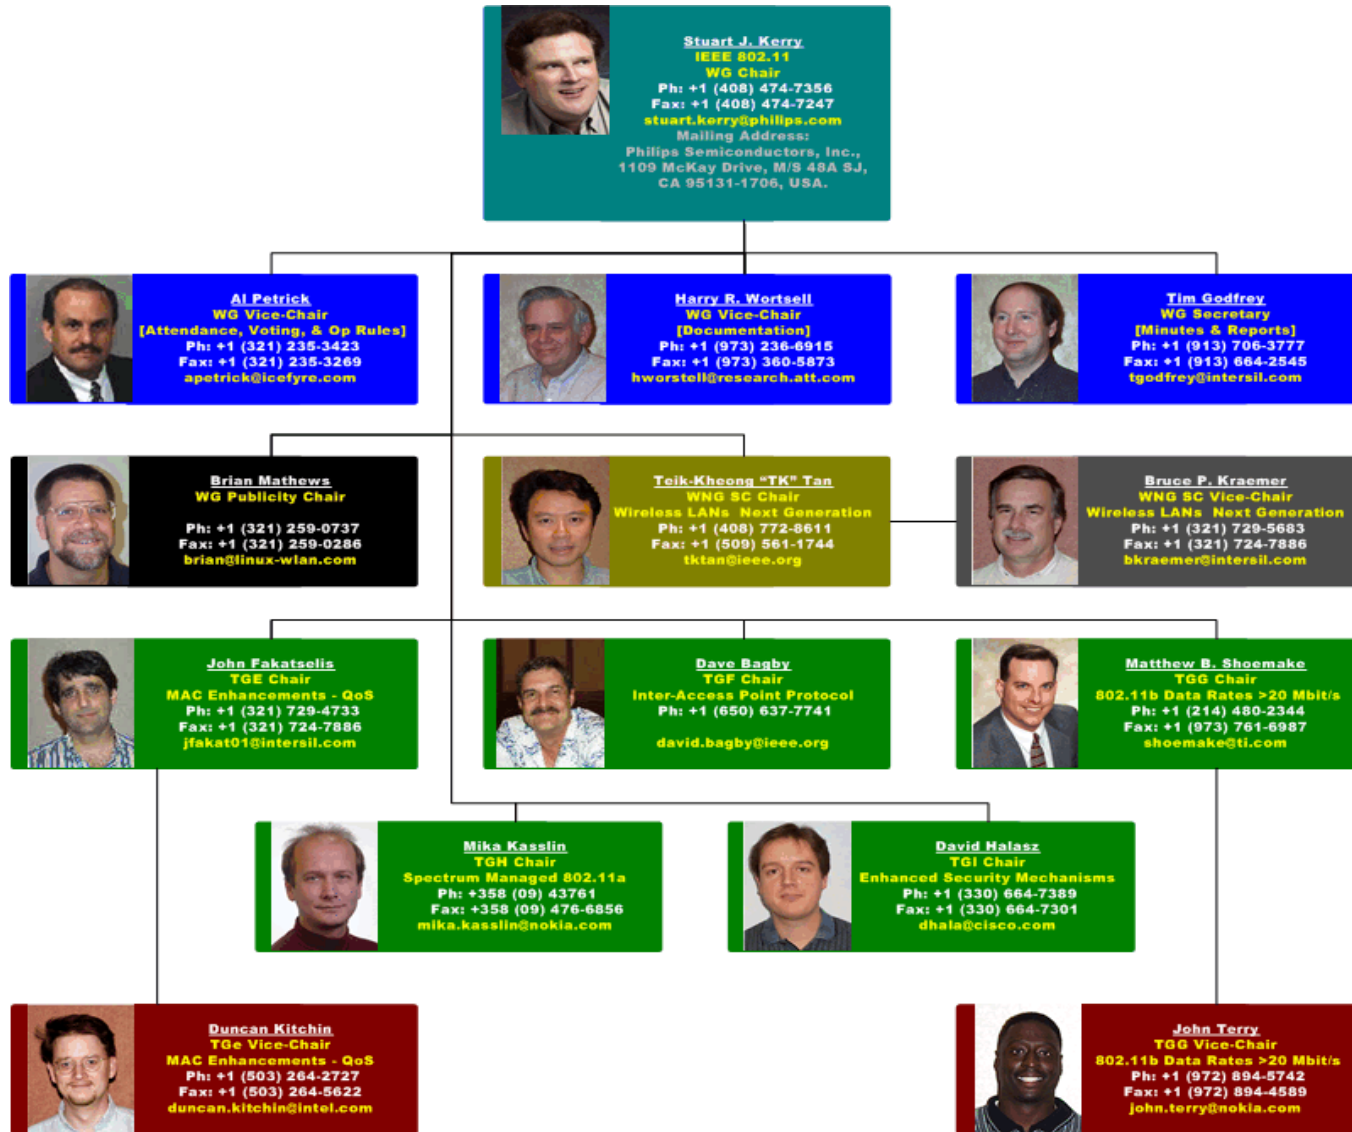 Stuart J. Kerry
IEEE 802.11
WG Chair
Ph: +1 (408) 474-7356
Fax: +1 (408) 474-7247
stuart.kerry@philips.com
Mailing Address:
Philips Semiconductors, Inc.,
1109 McKay Drive, M/S 48A SJ,
CA 95131-1706, USA.
Al Petrick
WG Vice-Chair
[Attendance, Voting, & Op Rules]
Ph: +1 (321) 235-3423
Fax: +1 (321) 235-3269
apetrick@icefyre.com
Harry R. Wortsell
WG Vice-Chair
[Documentation]
Ph: +1 (973) 236-6915
Fax: +1 (973) 360-5873
hworstell@research.att.com
Tim Godfrey
WG Secretary
[Minutes & Reports]
Ph: +1 (913) 706-3777
Fax: +1 (913) 664-2545
tgodfrey@intersil.com
Brian Mathews
WG Publicity Chair
Ph: +1 (321) 259-0737
Fax: +1 (321) 259-0286
brian@linux-wlan.com
Teik-Kheong “TK” Tan
WNG SC Chair
Wireless LANs Next Generation
Ph: +1 (408) 772-8611
Fax: +1 (509) 561-1744
tktan@ieee.org
Bruce P. Kraemer
WNG SC Vice-Chair
Wireless LANs Next Generation
Ph: +1 (321) 729-5683
Fax: +1 (321) 724-7886
bkraemer@intersil.com
John Fakatselis
TGE Chair
MAC Enhancements - QoS
Ph: +1 (321) 729-4733
Fax: +1 (321) 724-7886
jfakat01@intersil.com
Dave Bagby
TGF Chair
Inter-Access Point Protocol
Ph: +1 (650) 637-7741
david.bagby@ieee.org
Matthew B. Shoemake
TGG Chair
802.11b Data Rates >20 Mbit/s
Ph: +1 (214) 480-2344
Fax: +1 (973) 761-6987
shoemake@ti.com
Mika Kasslin
TGH Chair
Spectrum Managed 802.11a
Ph: +358 (09) 43761
Fax: +358 (09) 476-6856
mika.kasslin@nokia.com
David Halasz
TGI Chair
Enhanced Security Mechanisms
Ph: +1 (330) 664-7389
Fax: +1 (330) 664-7301
dhala@cisco.com
Duncan Kitchin
TGe Vice-Chair
MAC Enhancements - QoS
Ph: +1 (503) 264-2727
Fax: +1 (503) 264-5622
duncan.kitchin@intel.com
John Terry
TGG Vice-Chair
802.11b Data Rates >20 Mbit/s
Ph: +1 (972) 894-5742
Fax: +1 (972) 894-4589
john.terry@nokia.com